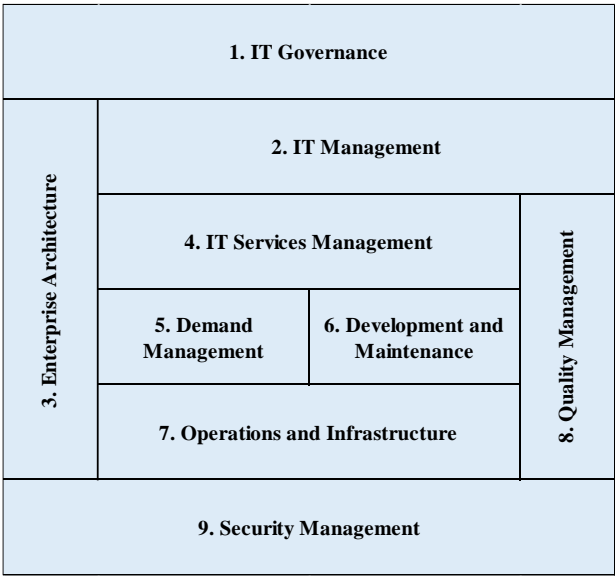 1. IT Governance
2. IT Management
3. Enterprise Architecture
4. IT Services Management
5. Demand
Management
6. Development and
Maintenance
7. Operations and Infrastructure
8. Quality Management
9. Security Management